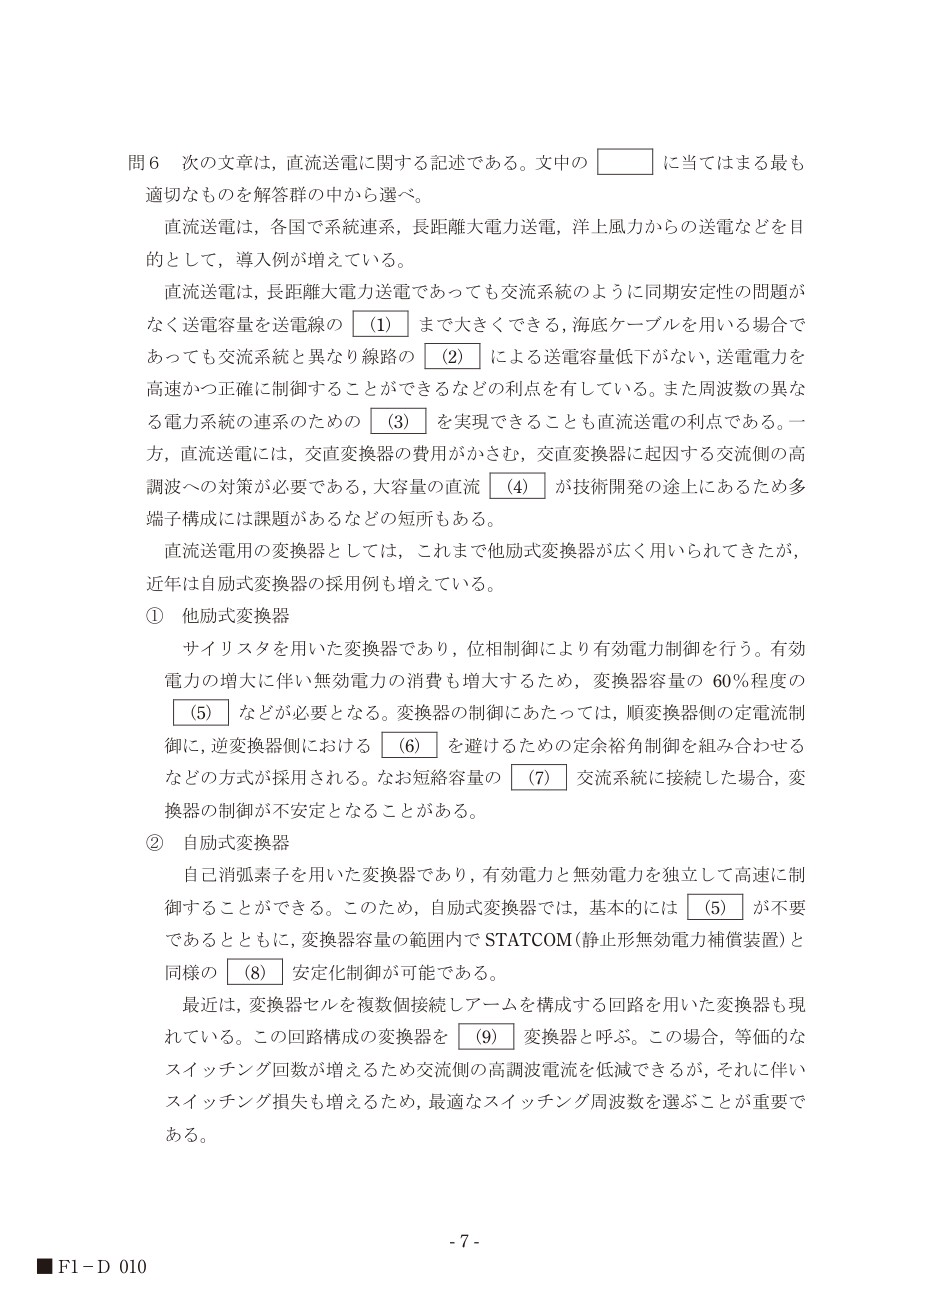 問6　次の文章は，直流送電に関する記述である。文中の　　　に当てはまる最も
適切なものを解答群の中から選べ。
直流送電は，各国で系統連系，長距離大電力送電，洋上風力からの送電などを目
的として，導入例が増えている。
直流送電は，長距離大電力送電であっても交流系統のように同期安定性の問題が
なく送電容量を送電線の (1) まで大きくできる，海底ケーブルを用いる場合で
あっても交流系統と異なり線路の (2) による送電容量低下がない，送電電力を
高速かつ正確に制御することができるなどの利点を有している。また周波数の異な
る電力系統の連系のための (3) を実現できることも直流送電の利点である。一
方，直流送電には，交直変換器の費用がかさむ，交直変換器に起因する交流側の高
調波への対策が必要である，大容量の直流 (4) が技術開発の途上にあるため多
端子構成には課題があるなどの短所もある。
直流送電用の変換器としては，これまで他励式変換器が広く用いられてきたが，
近年は自励式変換器の採用例も増えている。
①　他励式変換器
サイリスタを用いた変換器であり，位相制御により有効電力制御を行う。有効
電力の増大に伴い無効電力の消費も増大するため，変換器容量の 60%程度の
(5) などが必要となる。変換器の制御にあたっては，順変換器側の定電流制
御に，逆変換器側における (6) を避けるための定余裕角制御を組み合わせる
などの方式が採用される。なお短絡容量の (7) 交流系統に接続した場合，変
換器の制御が不安定となることがある。
②　自励式変換器
自己消弧素子を用いた変換器であり，有効電力と無効電力を独立して高速に制
御することができる。このため，自励式変換器では，基本的には (5) が不要
であるとともに，変換器容量の範囲内で STATCOM（静止形無効電力補償装置）と
同様の (8) 安定化制御が可能である。
最近は，変換器セルを複数個接続しアームを構成する回路を用いた変換器も現
れている。この回路構成の変換器を (9) 変換器と呼ぶ。この場合，等価的な
スイッチング回数が増えるため交流側の高調波電流を低減できるが，それに伴い
スイッチング損失も増えるため，最適なスイッチング周波数を選ぶことが重要で
ある。
- 7 -
■ F1－D 010